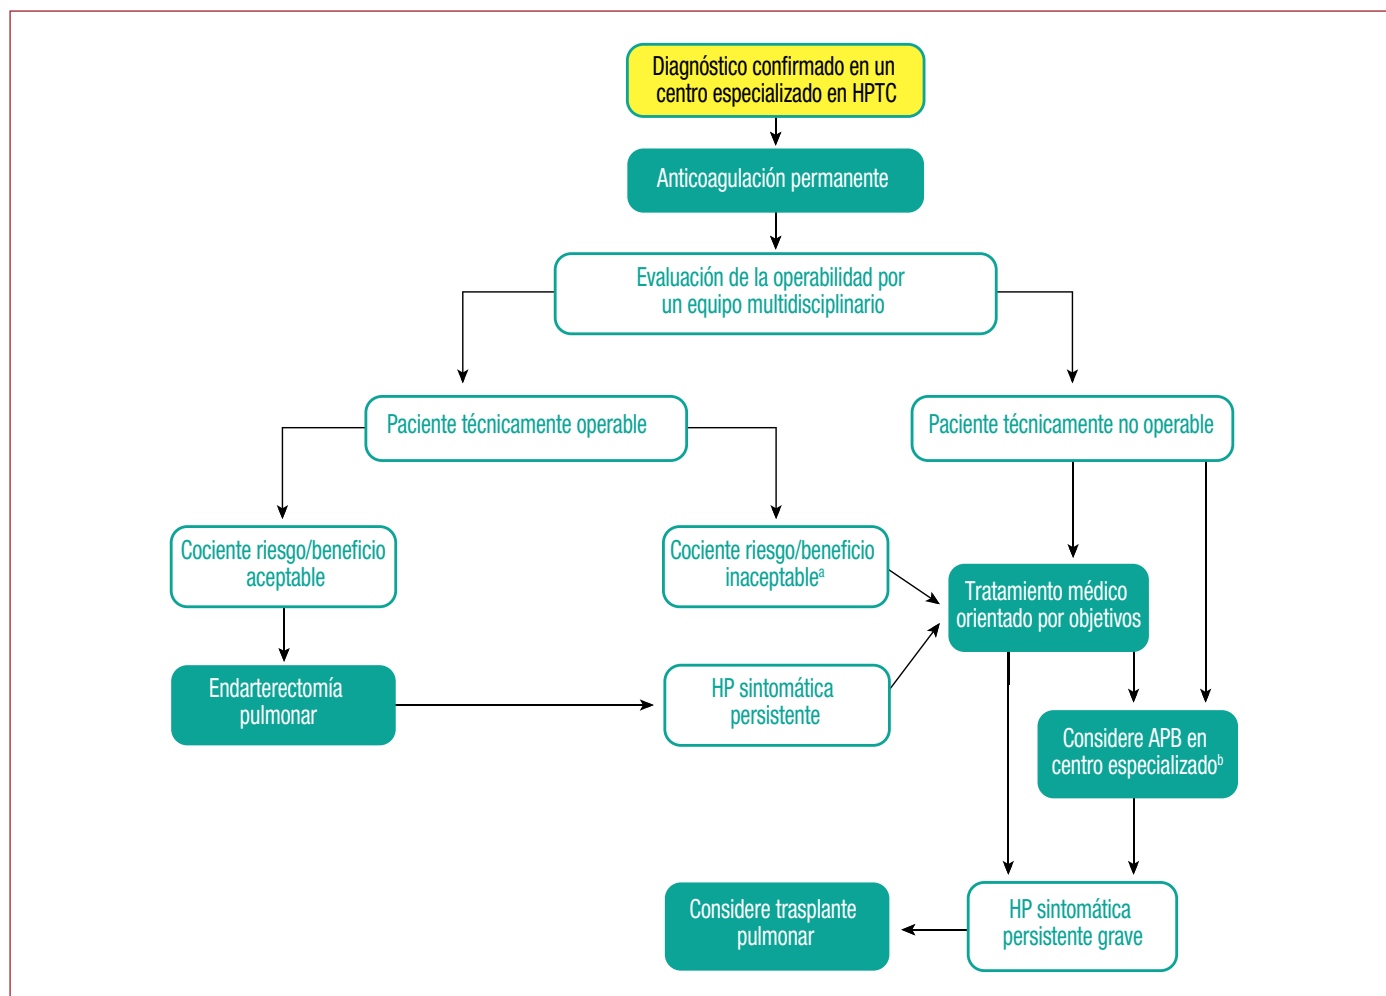 Diagnóstico confirmado en un
centro especializado en HPTC
Anticoagulación permanente
Evaluación de la operabilidad por
un equipo multidisciplinario
Paciente técnicamente operable
Paciente técnicamente no operable
Cociente riesgo/beneficio
aceptable
Cociente riesgo/beneficio
inaceptableᵃ
Tratamiento médico
orientado por objetivos
Endarterectomía
pulmonar
HP sintomática
persistente
Considere APB en
centro especializadoᵇ
Considere trasplante
pulmonar
HP sintomática
persistente grave